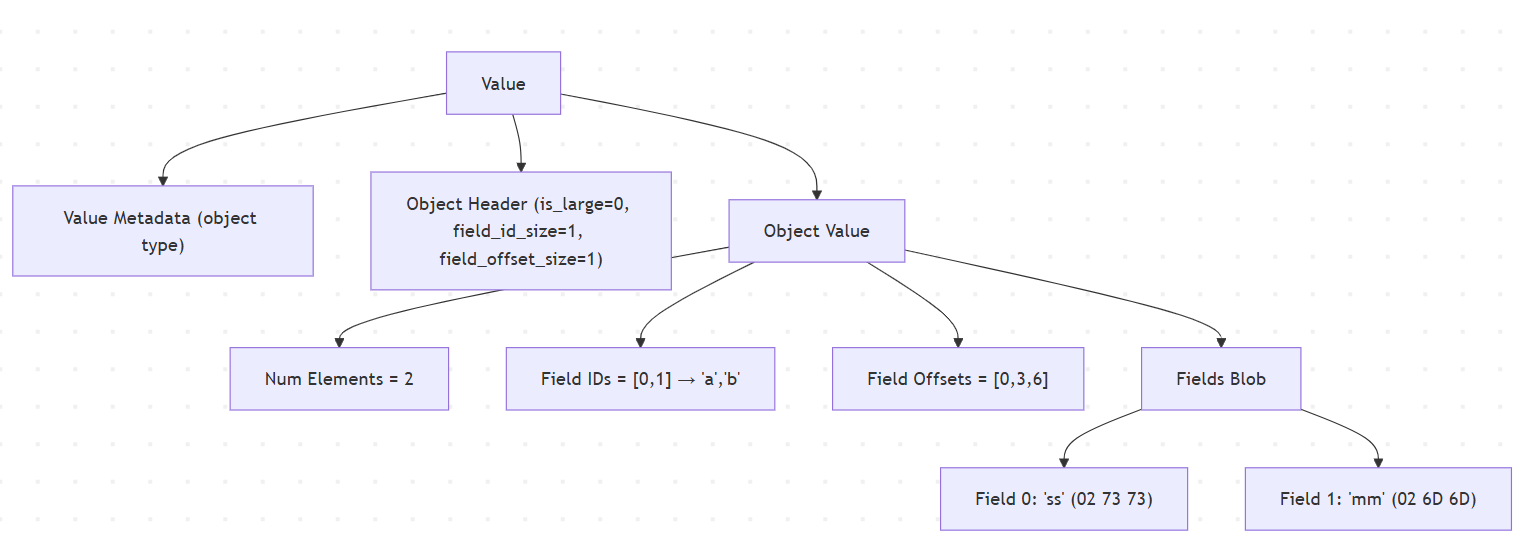 Value
Value Metadata (object
type)
Object Header (is_large=0,
field_id_size=1,
field_offset_size=1)
Object Value
Num Elements = 2
Field IDs = [0,1] → 'a','b'
Field Offsets = [0,3,6]
Fields Blob
Field 0: 'ss' (02 73 73)
Field 1: 'mm' (02 6D 6D)